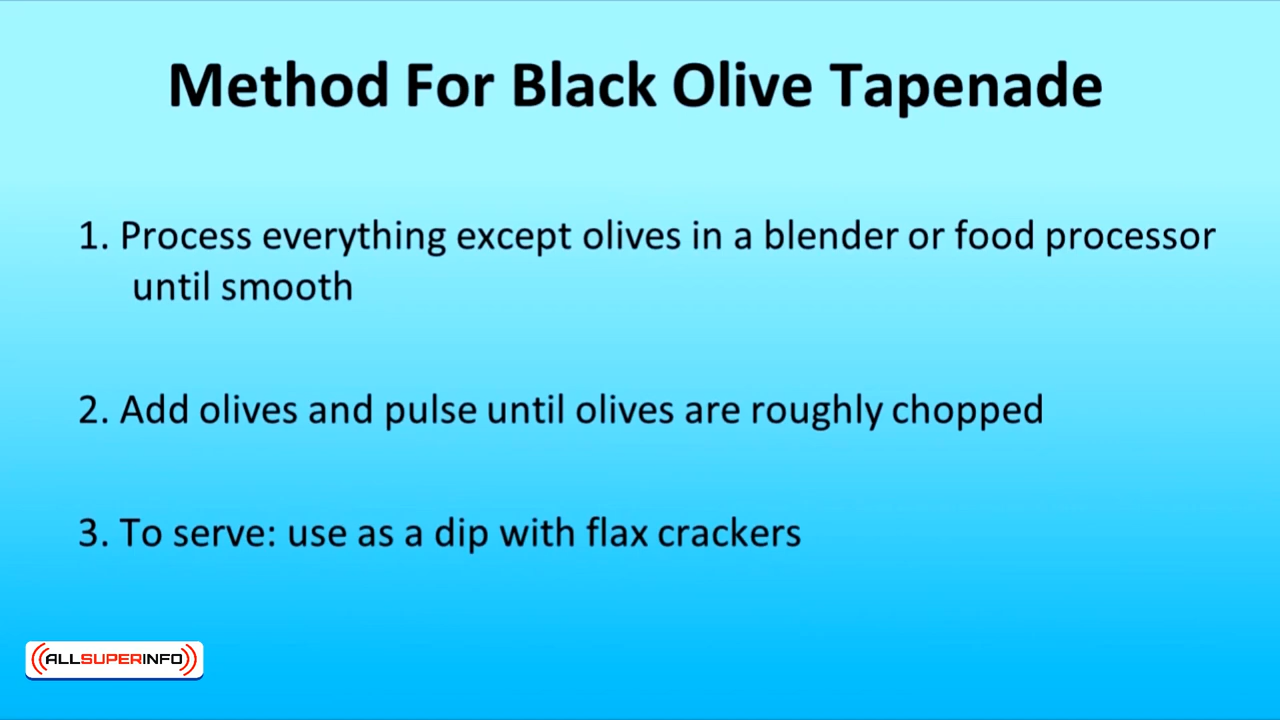 Method For Black Olive Tapenade
1. Process everything except olives in a blender or food processor
until smooth
2. Add olives and pulse until olives are roughly chopped
3. To serve: use as a dip with flax crackers
ALLSUPERINFO